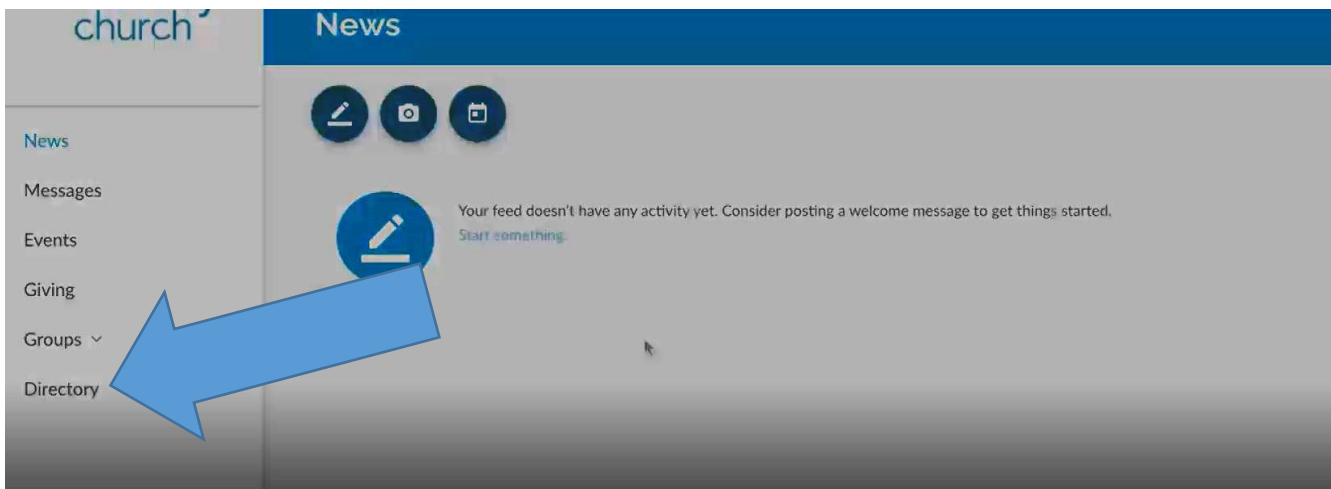 church
News
News
Messages
Events
Giving
Groups
Directory
Your feed doesn't have any activity yet. Consider posting a welcome message to get things started.
Start something.